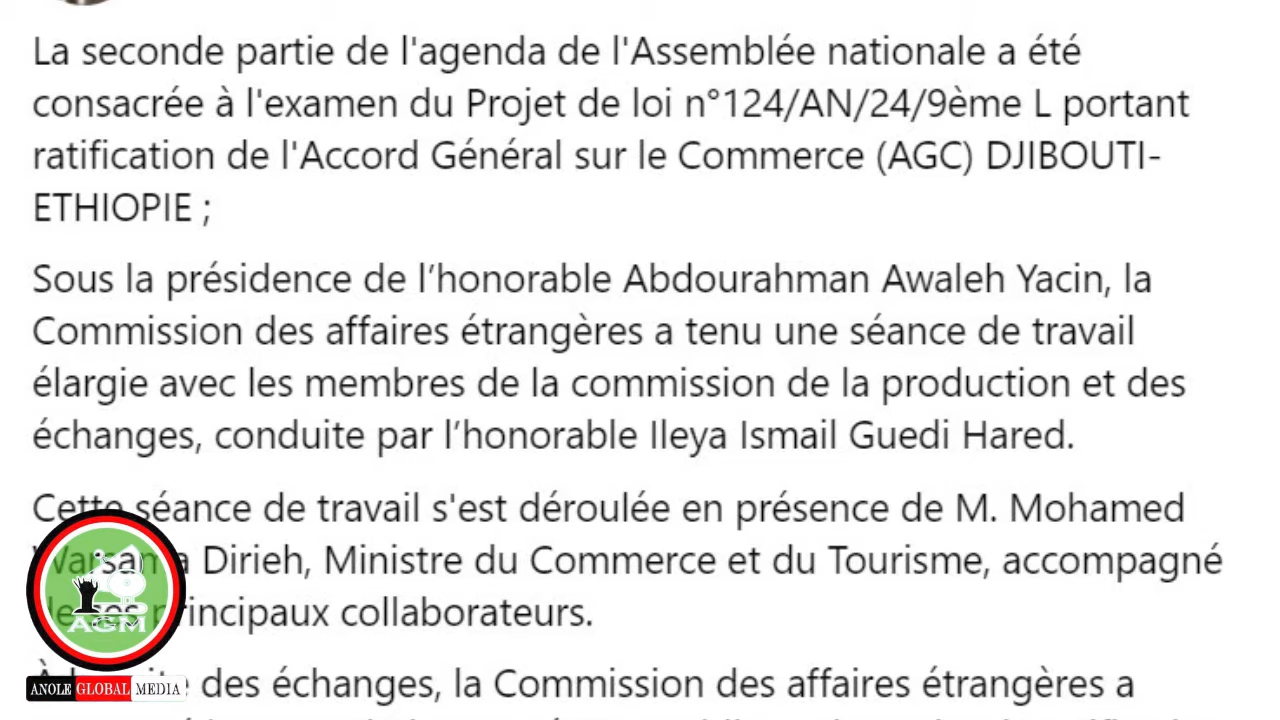 La seconde partie de l'agenda de l'Assemblée nationale a été
consacrée à l'examen du Projet de loi n°124/AN/24/9ème L portant
ratification de l'Accord Général sur le Commerce (AGC) DJIBOUTI-
ETHIOPIE ;
Sous la présidence de l’honorable Abdourahman Awaleh Yacin, la
Commission des affaires étrangères a tenu une séance de travail
élargie avec les membres de la commission de la production et des
échanges, conduite par l’honorable Ileya Ismail Guedi Hared.
Cette séance de travail s'est déroulée en présence de M. Mohamed
Dirieh, Ministre du Commerce et du Tourisme, accompagné
de ses principaux collaborateurs.
des échanges, la Commission des affaires étrangères a
AGM
ANOLE GLOBAL MEDIA